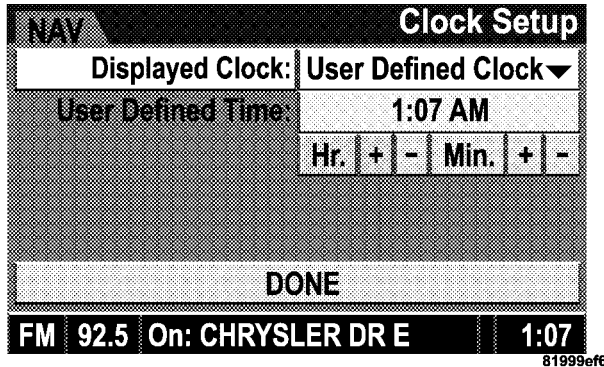 NAV Clock Setup
Displayed Clock: User Defined Clock
User Defined Time: 1:07 AM
Hr. + - Min. + -
DONE
FM 92.5 On: CHRYSLER DR E 1:07
81999ef6